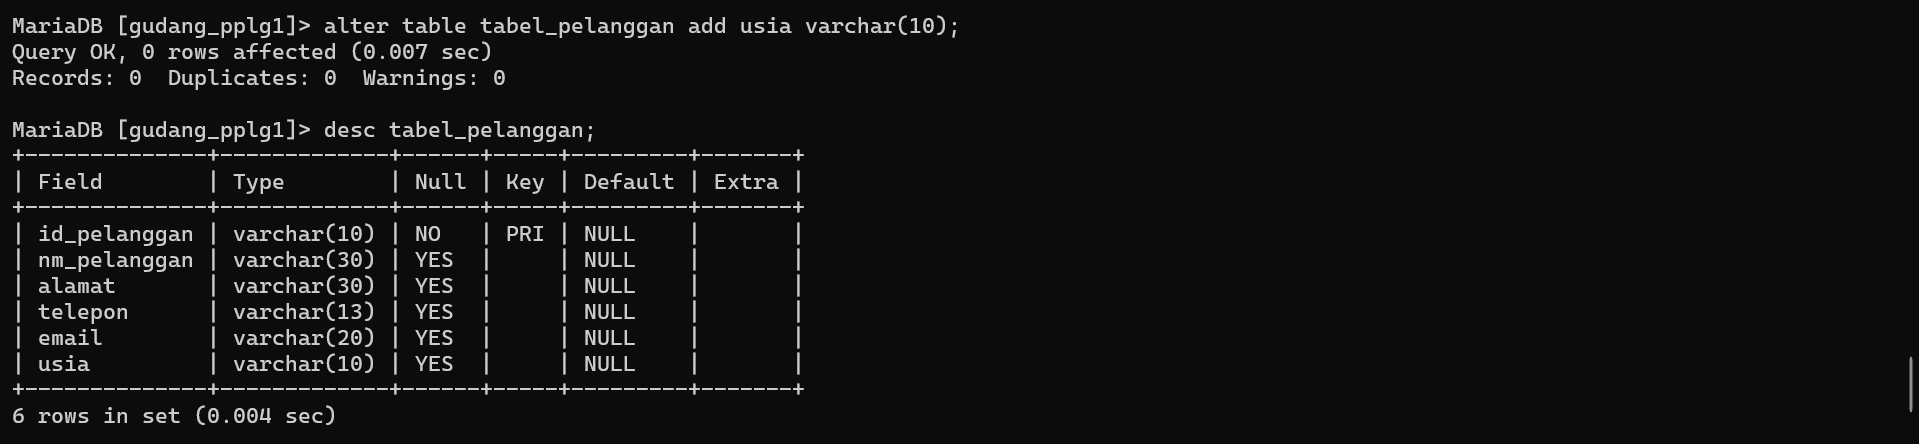 MariaDB [gudang_pplg1]> alter table tabel_pelanggan add usia varchar(10);
Query OK, 0 rows affected (0.007 sec)
Records: 0  Duplicates: 0  Warnings: 0

MariaDB [gudang_pplg1]> desc tabel_pelanggan;
+--------------+-------------+------+-----+---------+-------+
| Field        | Type        | Null | Key | Default | Extra |
+--------------+-------------+------+-----+---------+-------+
| id_pelanggan | varchar(10) | NO   | PRI | NULL    |       |
| nm_pelanggan | varchar(30) | YES  |     | NULL    |       |
| alamat       | varchar(30) | YES  |     | NULL    |       |
| telepon      | varchar(13) | YES  |     | NULL    |       |
| email        | varchar(20) | YES  |     | NULL    |       |
| usia         | varchar(10) | YES  |     | NULL    |       |
+--------------+-------------+------+-----+---------+-------+
6 rows in set (0.004 sec)